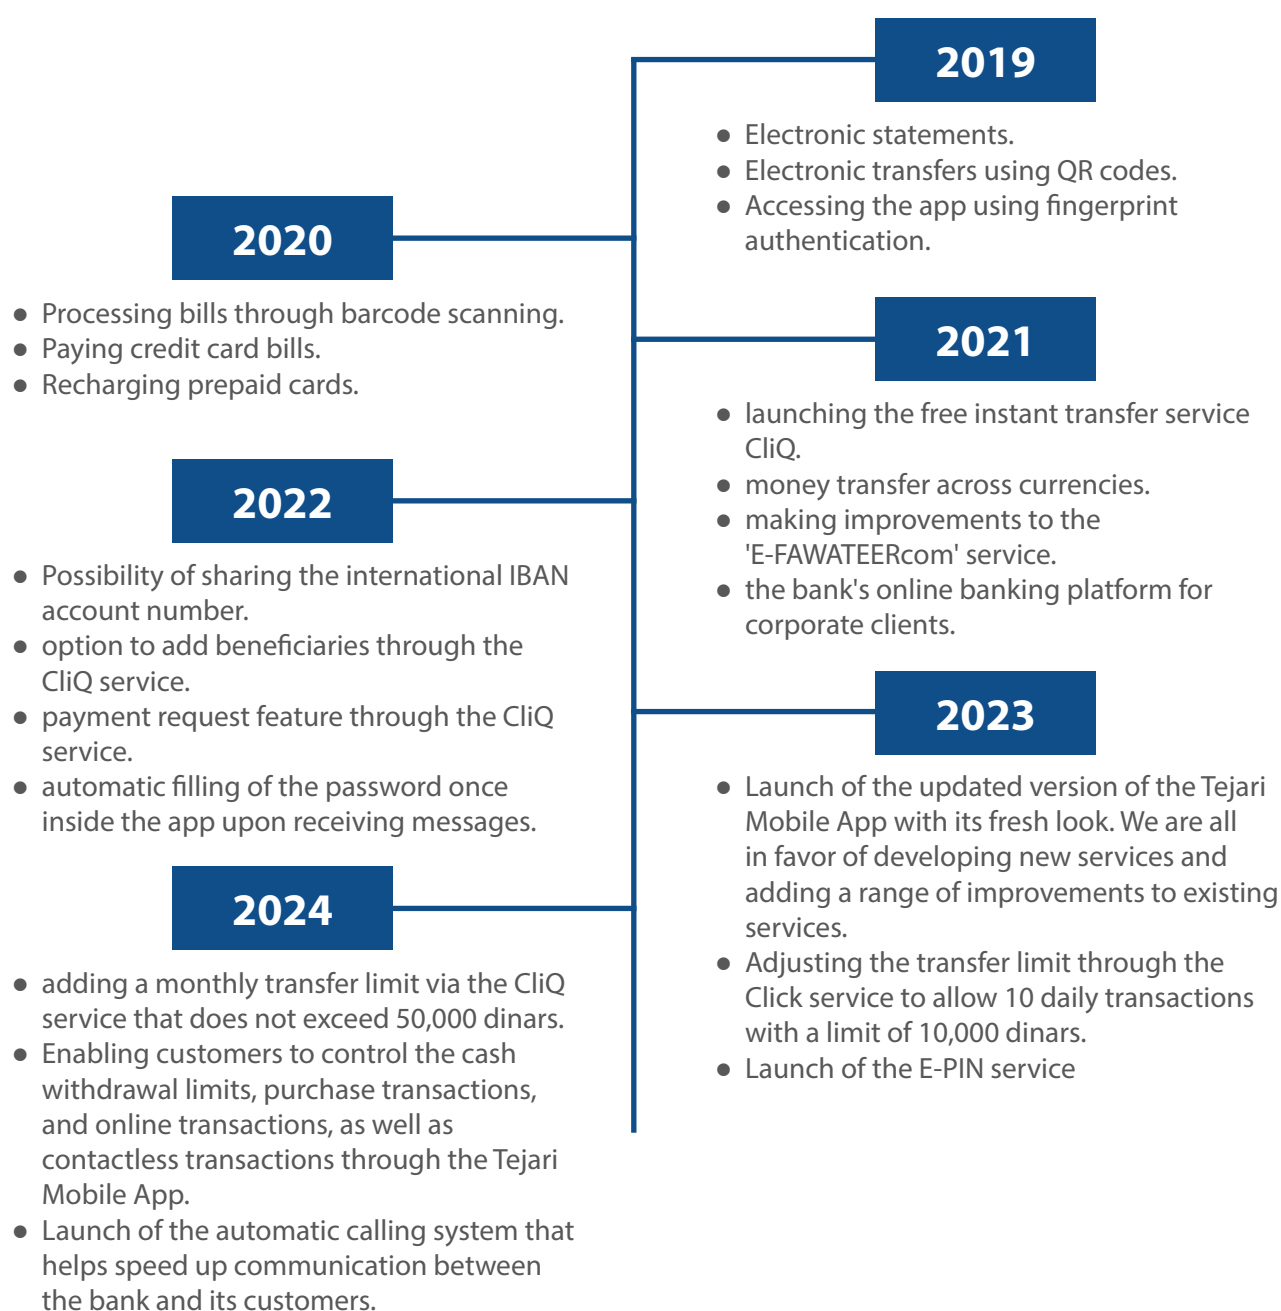 2019
● Electronic statements.
● Electronic transfers using QR codes.
● Accessing the app using fingerprint
authentication.
2020
● Processing bills through barcode scanning.
● Paying credit card bills.
● Recharging prepaid cards.
2021
● launching the free instant transfer service
CliQ.
● money transfer across currencies.
● making improvements to the
'E-FAWATEERcom' service.
● the bank's online banking platform for
corporate clients.
2022
● Possibility of sharing the international IBAN
account number.
● option to add beneficiaries through the
CliQ service.
● payment request feature through the CliQ
service.
● automatic filling of the password once
inside the app upon receiving messages.
2023
● Launch of the updated version of the Tejari
Mobile App with its fresh look. We are all
in favor of developing new services and
adding a range of improvements to existing
services.
● Adjusting the transfer limit through the
Click service to allow 10 daily transactions
with a limit of 10,000 dinars.
● Launch of the E-PIN service
2024
● adding a monthly transfer limit via the CliQ
service that does not exceed 50,000 dinars.
● Enabling customers to control the cash
withdrawal limits, purchase transactions,
and online transactions, as well as
contactless transactions through the Tejari
Mobile App.
● Launch of the automatic calling system that
helps speed up communication between
the bank and its customers.